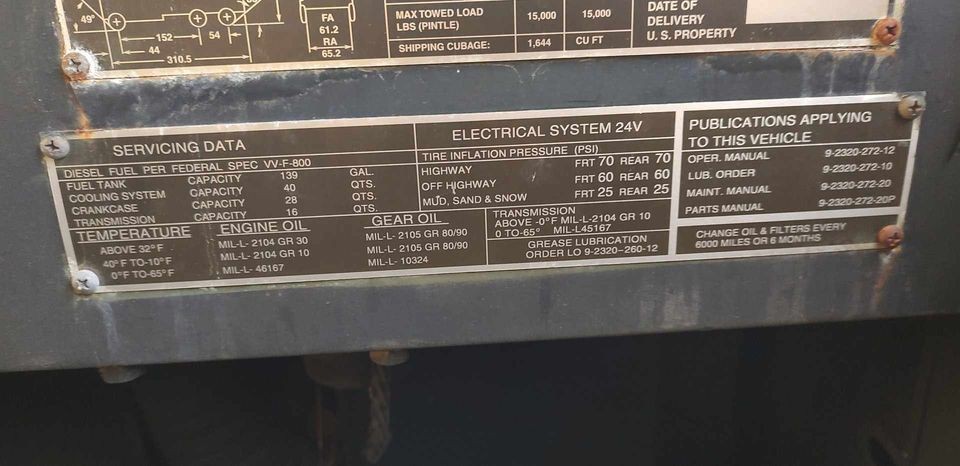 49°
152
54
44
310.5
FA
61.2
RA
65.2
MAX TOWED LOAD
LBS (PINTLE) 15,000 15,000
SHIPPING CUBAGE: 1,644 CU FT
DATE OF
DELIVERY
U. S. PROPERTY
SERVICING DATA
DIESEL FUEL PER FEDERAL SPEC VV-F-800
FUEL TANK CAPACITY 139 GAL.
COOLING SYSTEM CAPACITY 40 QTS.
CRANKCASE CAPACITY 28 QTS.
TRANSMISSION CAPACITY 16 QTS.
TEMPERATURE ENGINE OIL GEAR OIL
ABOVE 32°F MIL-L- 2104 GR 30 MIL-L- 2105 GR 80/90
40°F TO-10°F MIL-L- 2104 GR 10 MIL-L- 2105 GR 80/90
0°F TO-65°F MIL-L- 46167 MIL-L- 10324
ELECTRICAL SYSTEM 24V
TIRE INFLATION PRESSURE (PSI)
HIGHWAY FRT 70 REAR 70
OFF HIGHWAY FRT 60 REAR 60
MUD, SAND & SNOW FRT 25 REAR 25
TRANSMISSION
ABOVE -0°F MIL-L-2104 GR 10
0 TO-65° MIL-L45167
GREASE LUBRICATION
ORDER LO 9-2320-260-12
PUBLICATIONS APPLYING
TO THIS VEHICLE
OPER. MANUAL 9-2320-272-12
LUB. ORDER 9-2320-272-10
MAINT. MANUAL 9-2320-272-20
PARTS MANUAL 9-2320-272-20P
CHANGE OIL & FILTERS EVERY
6000 MILES OR 6 MONTHS